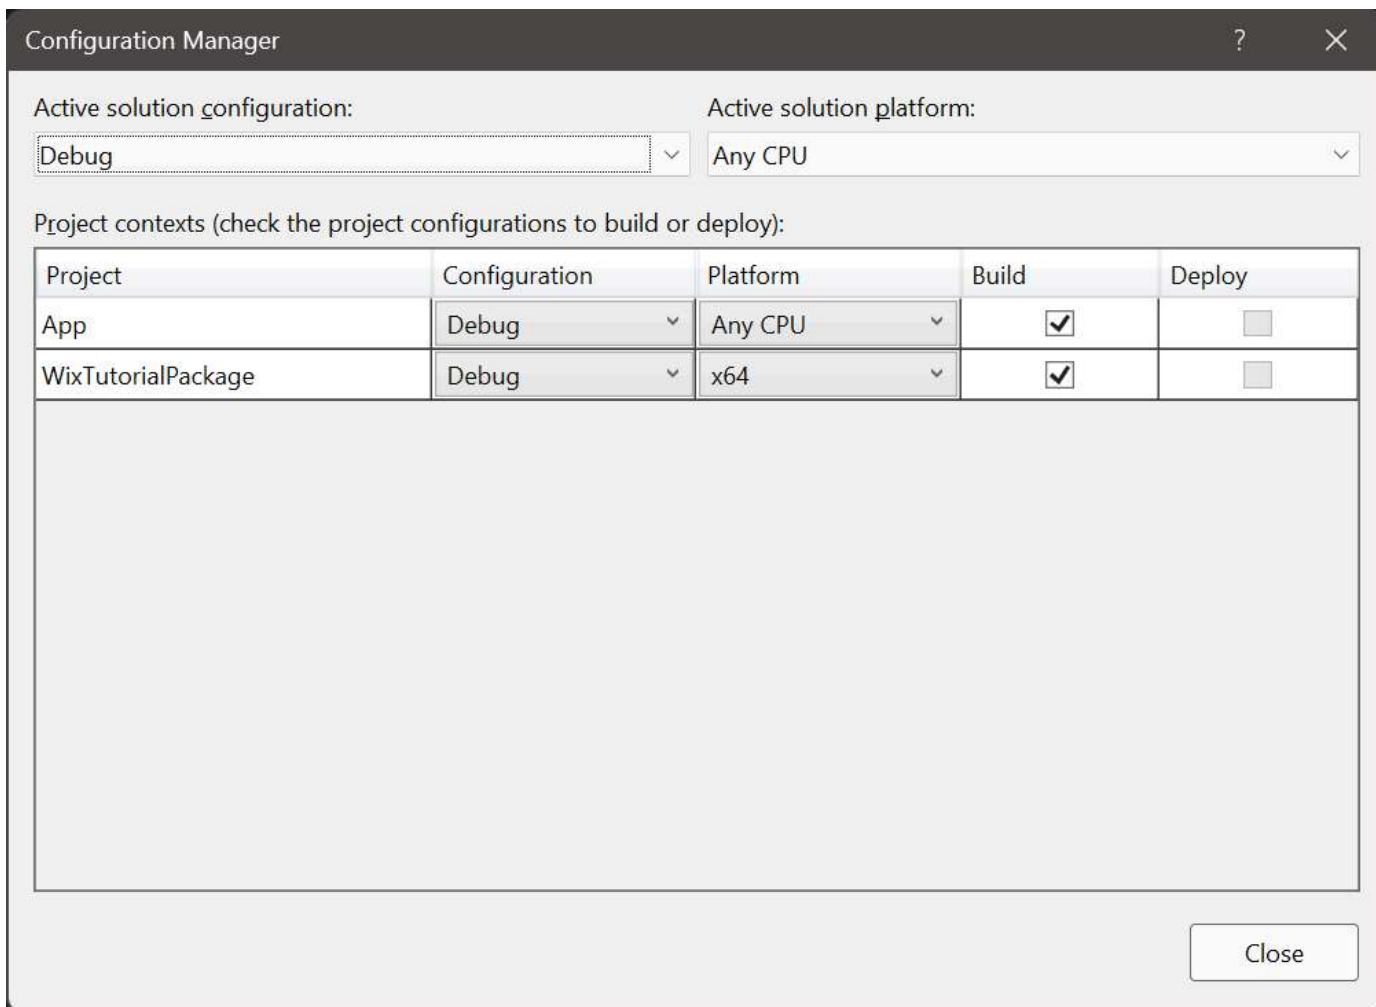 Configuration Manager ?
Active solution configuration: Active solution platform:
Debug Any CPU
Project contexts (check the project configurations to build or deploy):
Project Configuration Platform Build Deploy
App Debug Any CPU
WixTutorialPackage Debug x64
Close